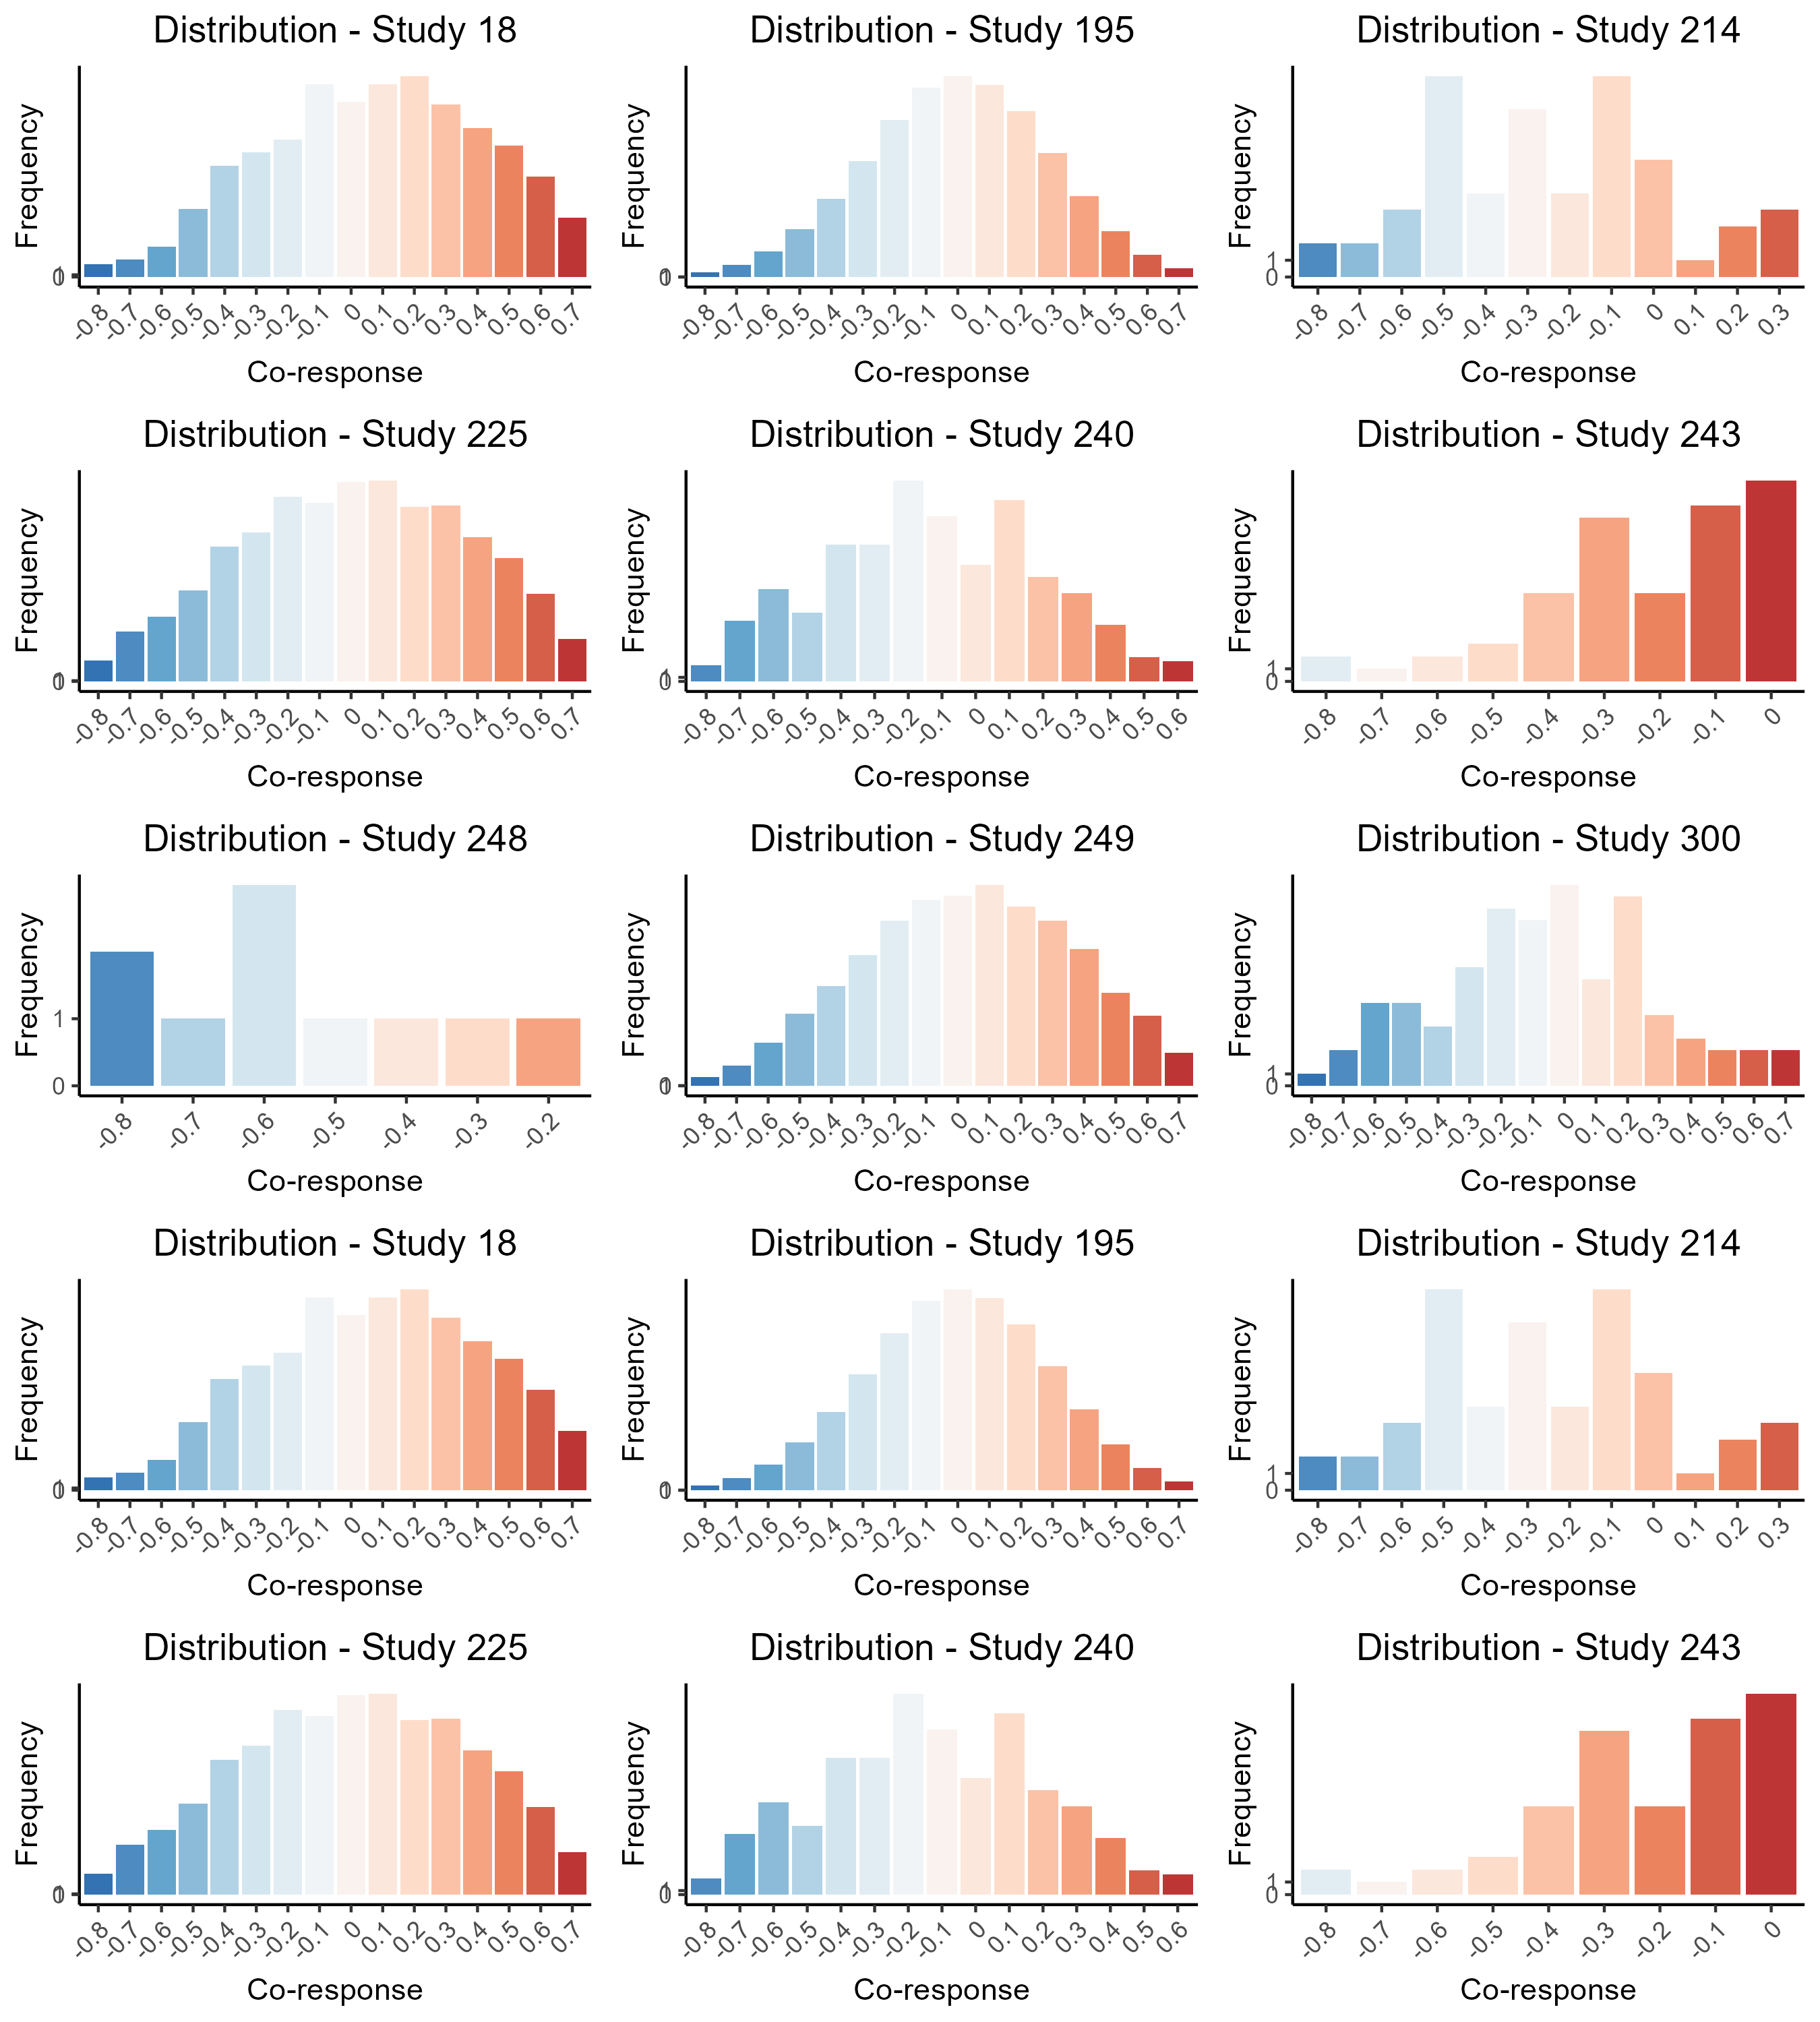 Distribution - Study 18
Frequency
0
1
-0.8 -0.7 -0.6 -0.5 -0.4 -0.3 -0.2 -0.1 0 0.1 0.2 0.3 0.4 0.5 0.6 0.7
Co-response
Distribution - Study 195
Frequency
0
1
-0.8 -0.7 -0.6 -0.5 -0.4 -0.3 -0.2 -0.1 0 0.1 0.2 0.3 0.4 0.5 0.6 0.7
Co-response
Distribution - Study 214
Frequency
1
0
-0.8 -0.7 -0.6 -0.5 -0.4 -0.3 -0.2 -0.1 0 0.1 0.2 0.3
Co-response
Distribution - Study 225
Frequency
0
1
-0.8 -0.7 -0.6 -0.5 -0.4 -0.3 -0.2 -0.1 0 0.1 0.2 0.3 0.4 0.5 0.6 0.7
Co-response
Distribution - Study 240
Frequency
1
0
-0.8 -0.7 -0.6 -0.5 -0.4 -0.3 -0.2 -0.1 0 0.1 0.2 0.3 0.4 0.5 0.6
Co-response
Distribution - Study 243
Frequency
1
0
-0.8 -0.7 -0.6 -0.5 -0.4 -0.3 -0.2 -0.1 0
Co-response
Distribution - Study 248
Frequency
1
0
-0.8 -0.7 -0.6 -0.5 -0.4 -0.3 -0.2
Co-response
Distribution - Study 249
Frequency
0
1
-0.8 -0.7 -0.6 -0.5 -0.4 -0.3 -0.2 -0.1 0 0.1 0.2 0.3 0.4 0.5 0.6 0.7
Co-response
Distribution - Study 300
Frequency
1
0
-0.8 -0.7 -0.6 -0.5 -0.4 -0.3 -0.2 -0.1 0 0.1 0.2 0.3 0.4 0.5 0.6 0.7
Co-response
Distribution - Study 18
Frequency
0
1
-0.8 -0.7 -0.6 -0.5 -0.4 -0.3 -0.2 -0.1 0 0.1 0.2 0.3 0.4 0.5 0.6 0.7
Co-response
Distribution - Study 195
Frequency
0
1
-0.8 -0.7 -0.6 -0.5 -0.4 -0.3 -0.2 -0.1 0 0.1 0.2 0.3 0.4 0.5 0.6 0.7
Co-response
Distribution - Study 214
Frequency
1
0
-0.8 -0.7 -0.6 -0.5 -0.4 -0.3 -0.2 -0.1 0 0.1 0.2 0.3
Co-response
Distribution - Study 225
Frequency
0
1
-0.8 -0.7 -0.6 -0.5 -0.4 -0.3 -0.2 -0.1 0 0.1 0.2 0.3 0.4 0.5 0.6 0.7
Co-response
Distribution - Study 240
Frequency
1
0
-0.8 -0.7 -0.6 -0.5 -0.4 -0.3 -0.2 -0.1 0 0.1 0.2 0.3 0.4 0.5 0.6
Co-response
Distribution - Study 243
Frequency
1
0
-0.8 -0.7 -0.6 -0.5 -0.4 -0.3 -0.2 -0.1 0
Co-response